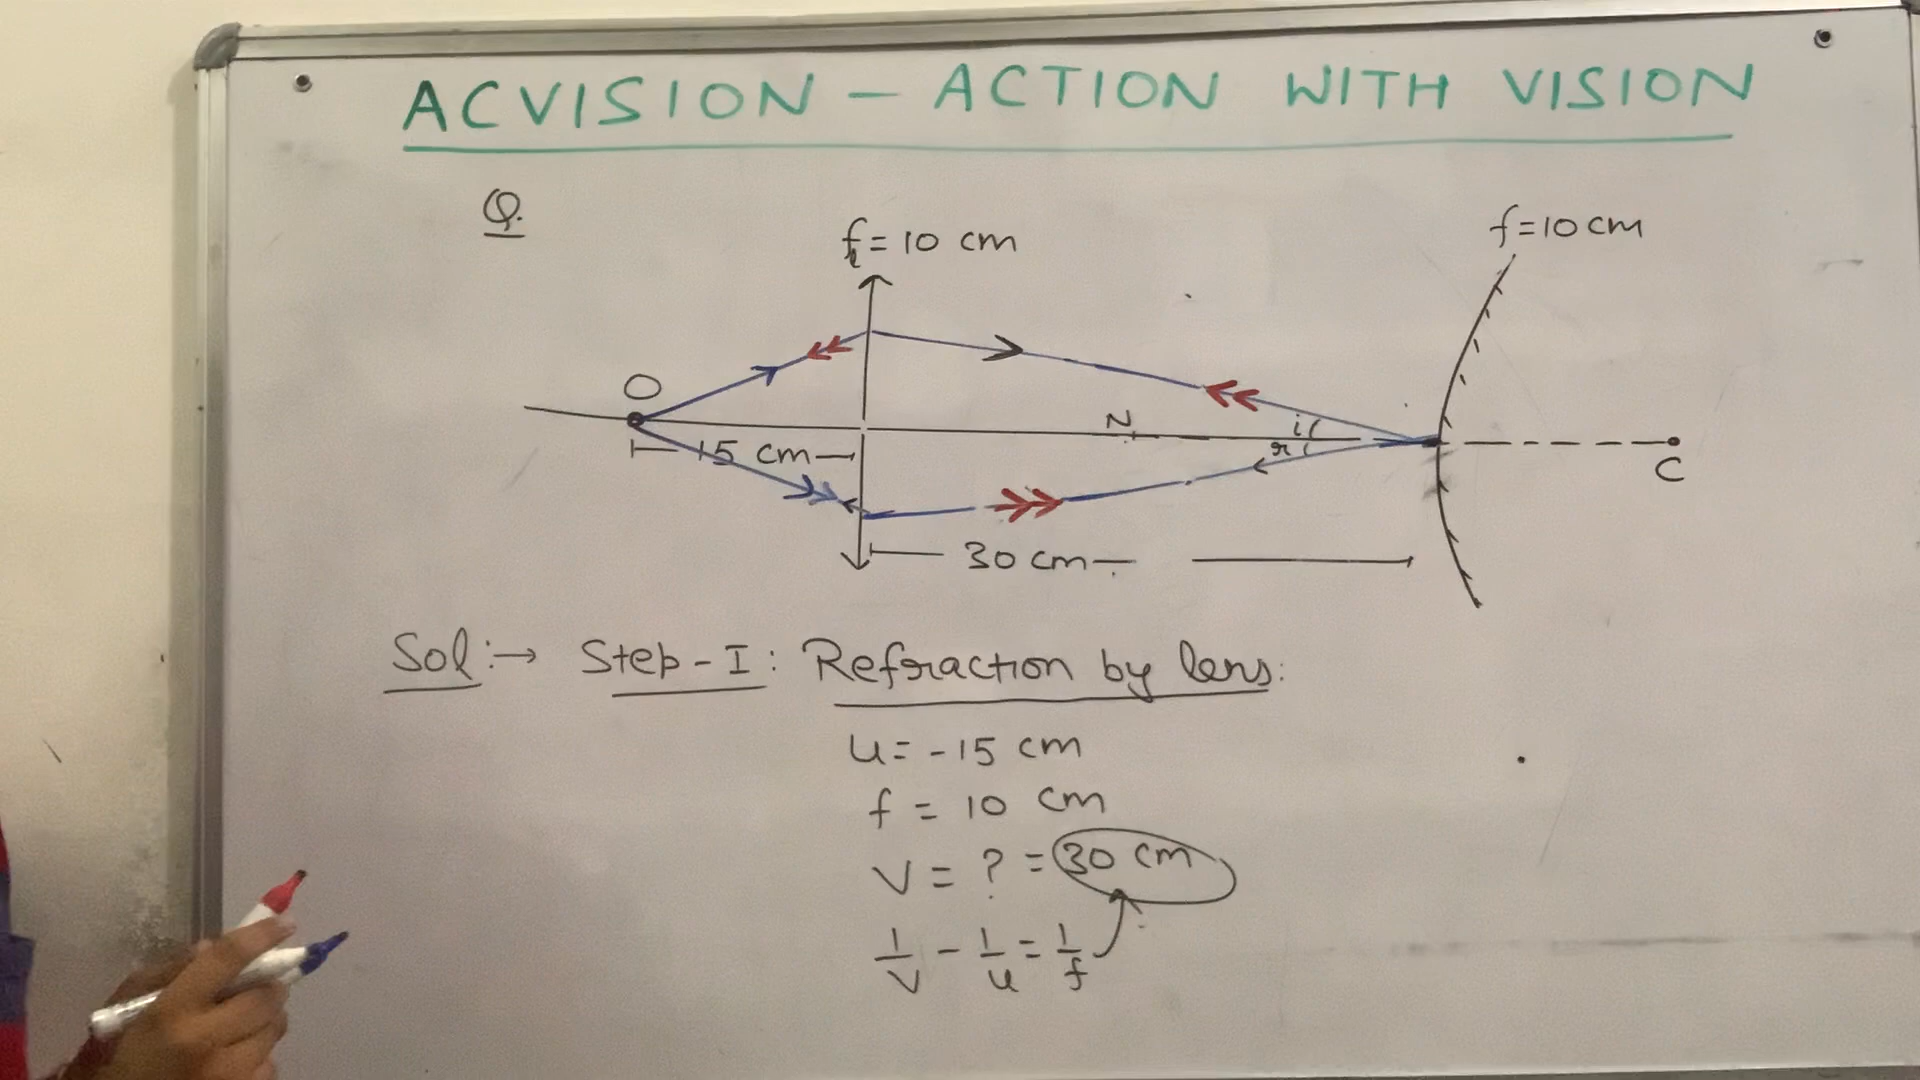 ACVISION – ACTION WITH VISION
Q.
fₗ = 10 cm
f = 10 cm
O
15 cm
N
i
r
C
30 cm
Sol :→ Step - I : Refraction by lens :
u = - 15 cm
f = 10 cm
v = ? = 30 cm
1/v - 1/u = 1/f